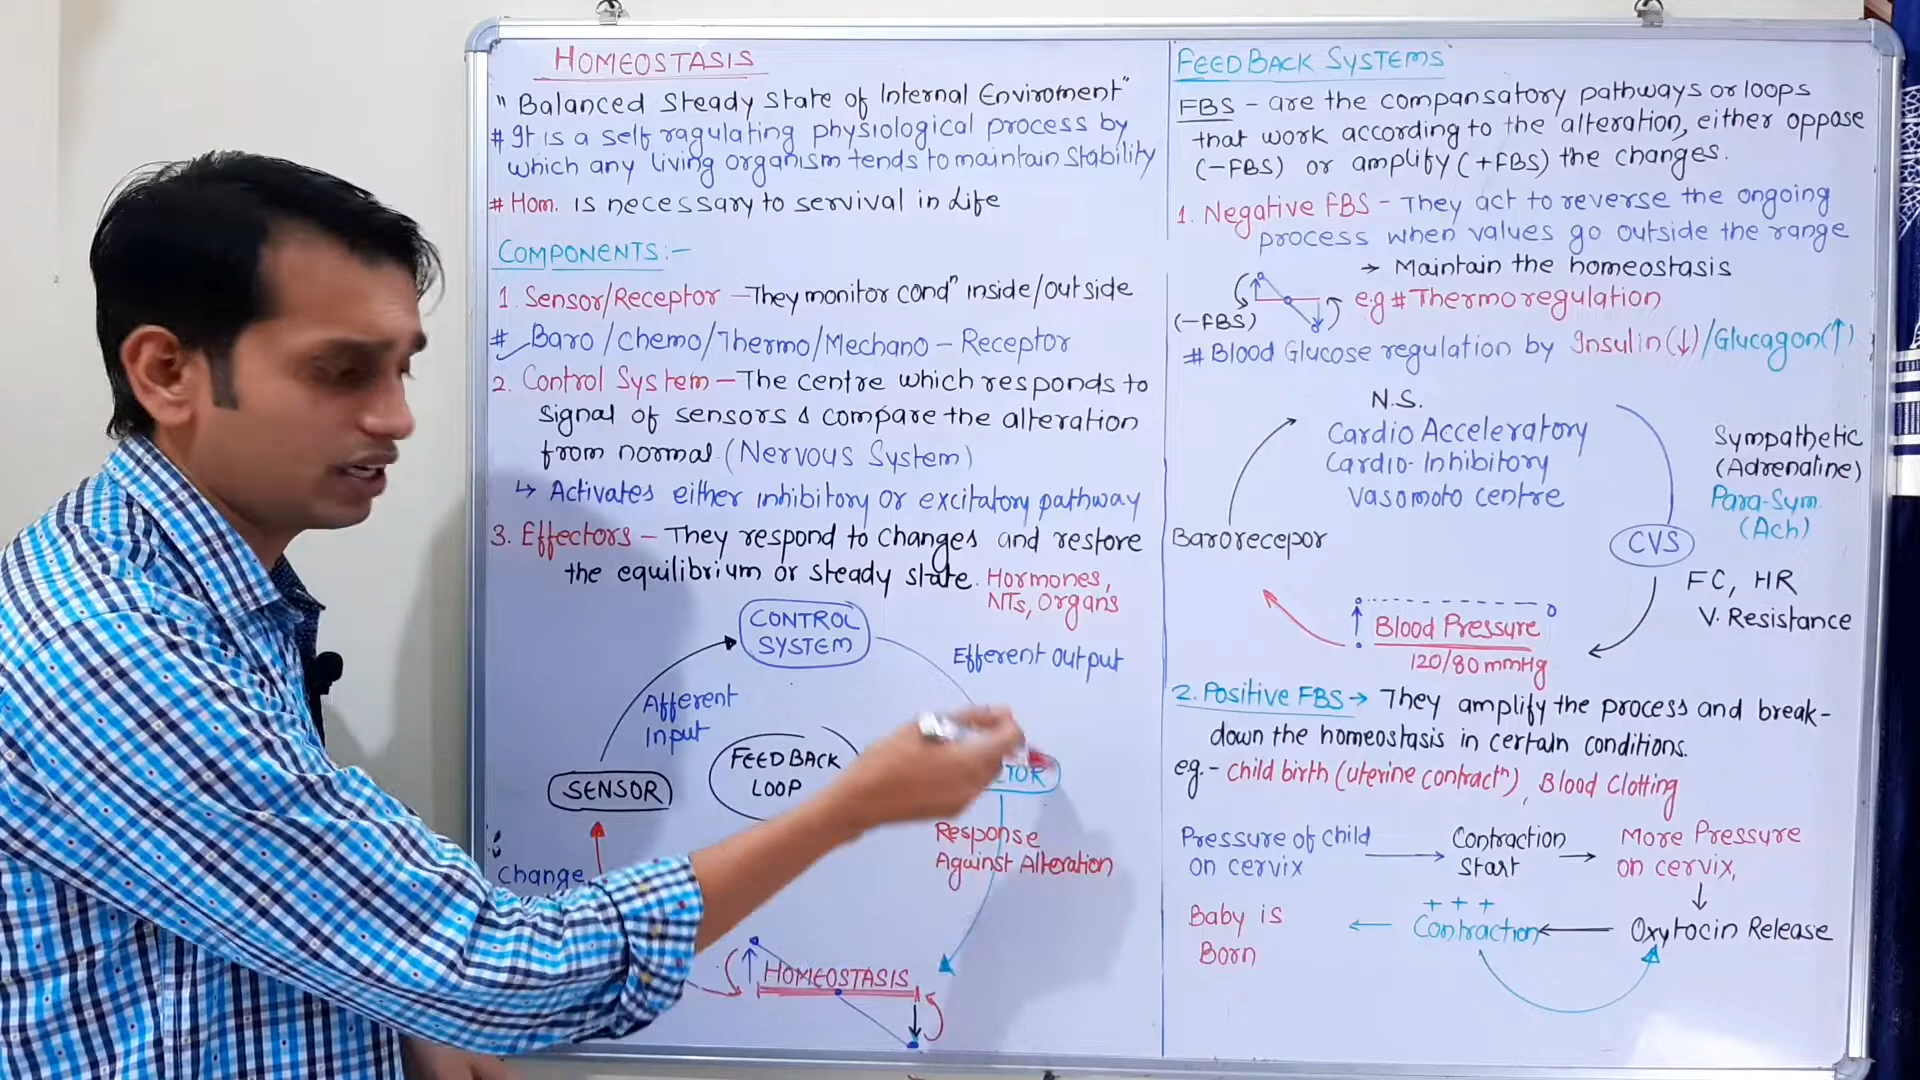 HOMEOSTASIS
"Balanced Steady State of Internal Enviroment"
# It is a self ragulating physiological process by
which any living organism tends to maintain Stability
# Hom. is necessary to servival in Life
COMPONENTS:-
1. Sensor/Receptor - They monitor condn inside/outside
# Baro/Chemo/Thermo/Mechano - Receptor
2. Control System - The centre which responds to
signal of sensors & compare the alteration
from normal. (Nervous System)
↳ Activates either inhibitory or excitatory pathway
3. Effectors - They respond to changes and restore
the equilibrium or steady state. Hormones,
NTs, Organs
CONTROL
SYSTEM
Efferent Output
Afferent
Input
FEEDBACK
LOOP
SENSOR
Response
Against Alteration
Change
HOMEOSTASIS
FEEDBACK SYSTEMS
FBS - are the compansatory pathways or loops
that work according to the alteration, either oppose
(-FBS) or amplify (+FBS) the changes.
1. Negative FBS - They act to reverse the ongoing
process when values go outside the range
→ Maintain the homeostasis
e.g # Thermoregulation
(-FBS)
# Blood Glucose regulation by Insulin(↓)/Glucagon(↑)
N.S.
Cardio Acceleratory
Cardio-Inhibitory
Vasomoto centre
Sympathetic
(Adrenaline)
Para-Sym.
(Ach)
Barorecepor
CVS
FC, HR
V. Resistance
↑ Blood Pressure
120/80 mmHg
2. Positive FBS → They amplify the process and break-
down the homeostasis in certain conditions.
eg. - Child birth (uterine contractn), Blood Clotting
Pressure of child
on cervix
Contraction
Start
More Pressure
on cervix,
Oxytocin Release
+ + +
Contraction
Baby is
Born